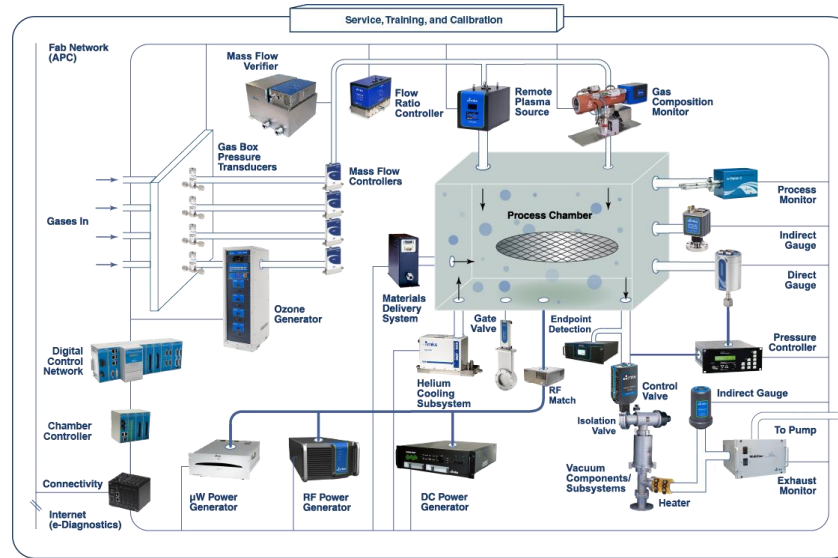 Service, Training, and Calibration
Fab Network
(APC)
Mass Flow
Verifier
Flow
Ratio
Controller
Remote
Plasma
Source
Gas
Composition
Monitor
Gas Box
Pressure
Transducers
Mass Flow
Controllers
Gases In
Process Chamber
Process
Monitor
Indirect
Gauge
Direct
Gauge
Materials
Delivery
System
Ozone
Generator
Gate
Valve
Endpoint
Detection
Pressure
Controller
Digital
Control
Network
Helium
Cooling
Subsystem
RF
Match
Control
Valve
Indirect Gauge
Isolation
Valve
Chamber
Controller
To Pump
Connectivity
µW Power
Generator
RF Power
Generator
DC Power
Generator
Vacuum
Components/
Subsystems
Heater
Exhaust
Monitor
Internet
(e-Diagnostics)